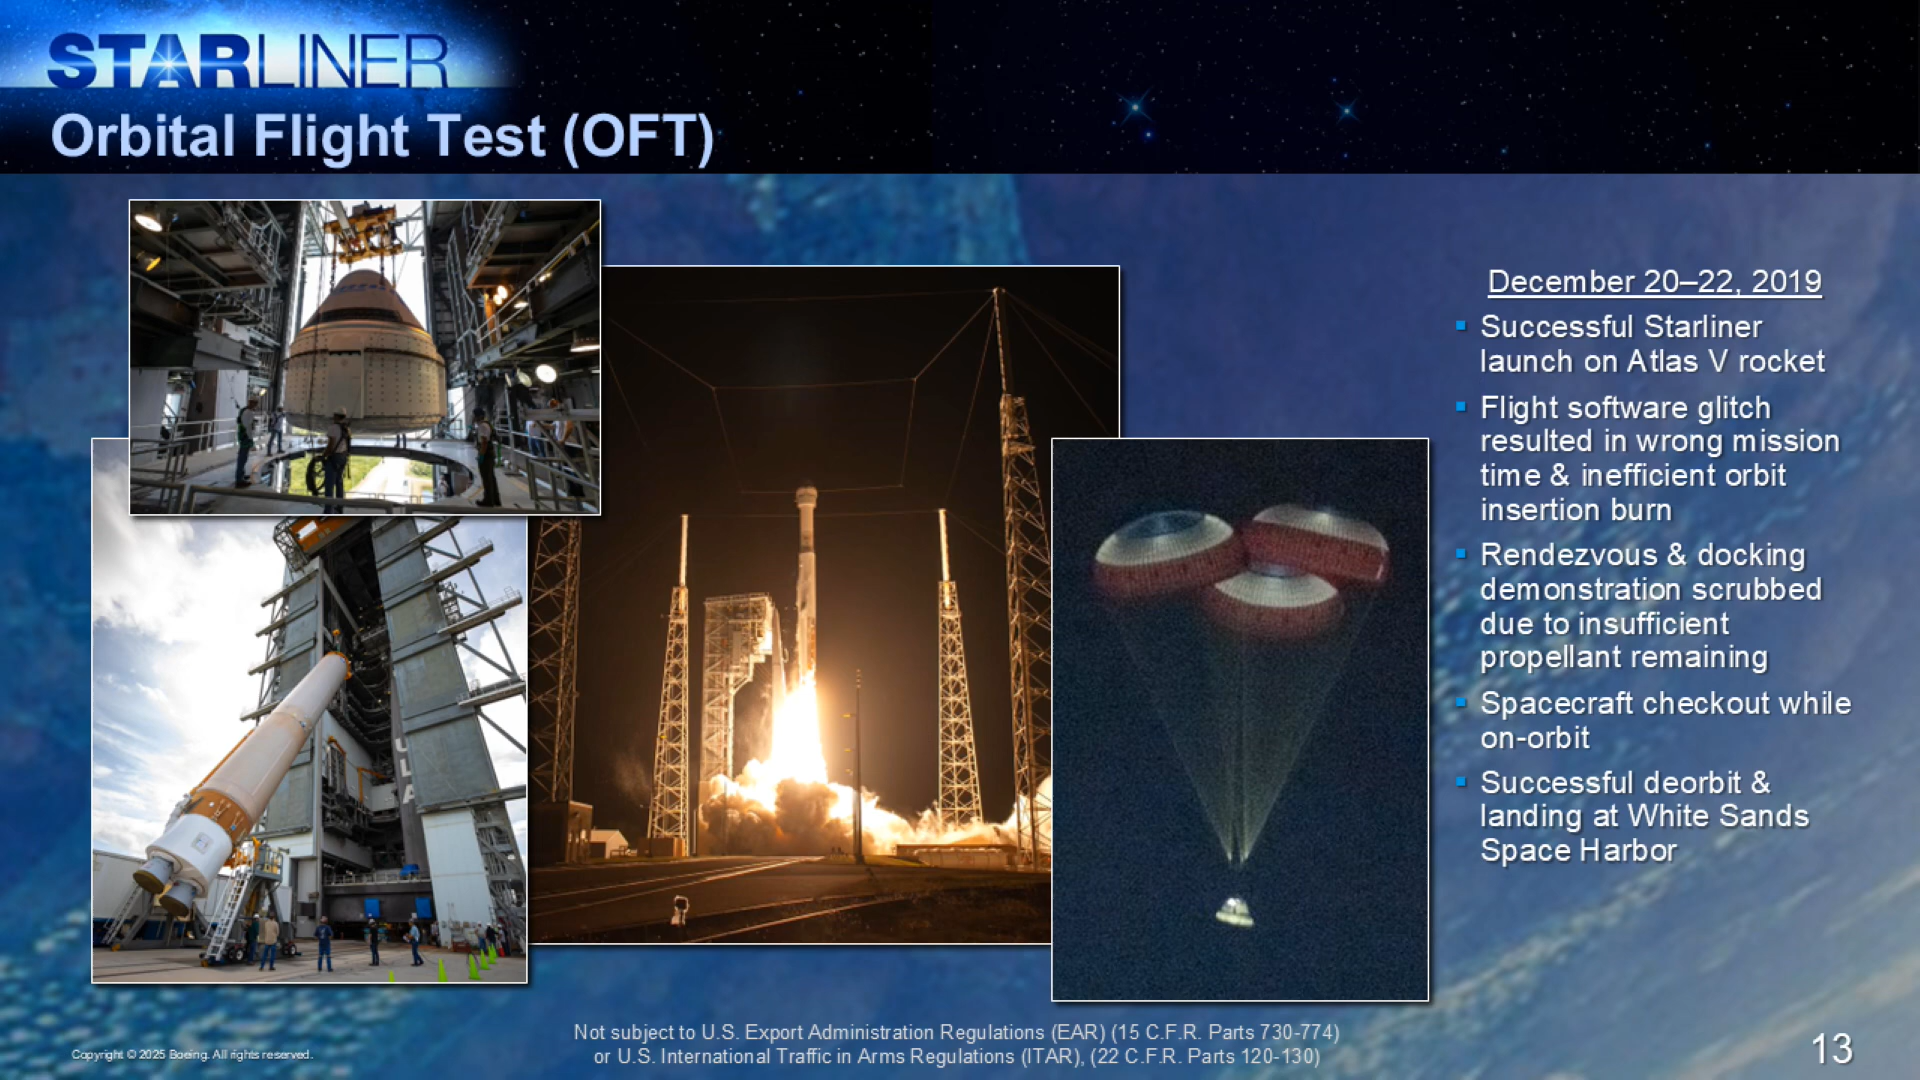 STARLINER
Orbital Flight Test (OFT)
December 20–22, 2019
▪ Successful Starliner
launch on Atlas V rocket
▪ Flight software glitch
resulted in wrong mission
time & inefficient orbit
insertion burn
▪ Rendezvous & docking
demonstration scrubbed
due to insufficient
propellant remaining
▪ Spacecraft checkout while
on-orbit
▪ Successful deorbit &
landing at White Sands
Space Harbor
ULA
Not subject to U.S. Export Administration Regulations (EAR) (15 C.F.R. Parts 730-774)
or U.S. International Traffic in Arms Regulations (ITAR), (22 C.F.R. Parts 120-130)
Copyright © 2025 Boeing. All rights reserved.
13